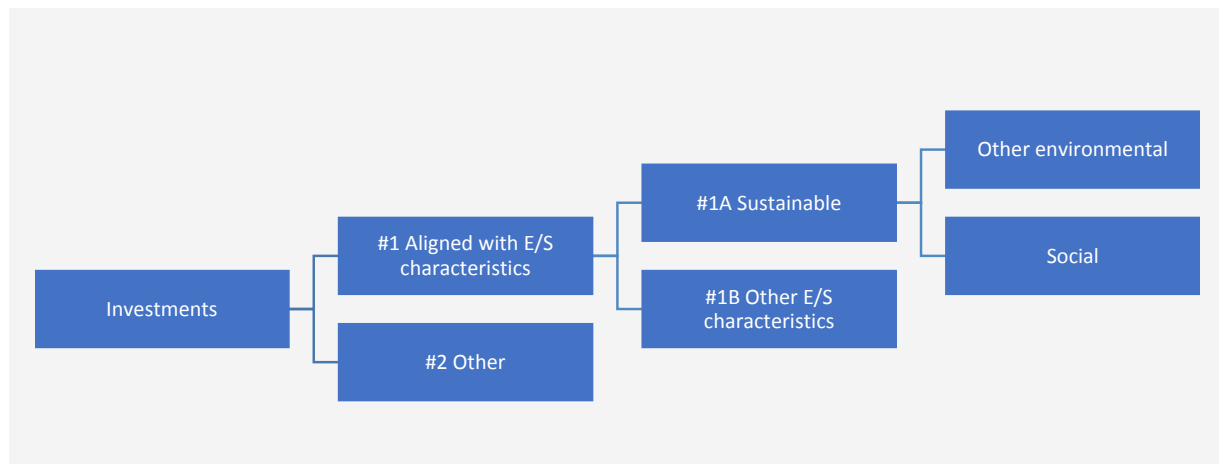 Investments
#1 Aligned with E/S
characteristics
#2 Other
#1A Sustainable
#1B Other E/S
characteristics
Other environmental
Social